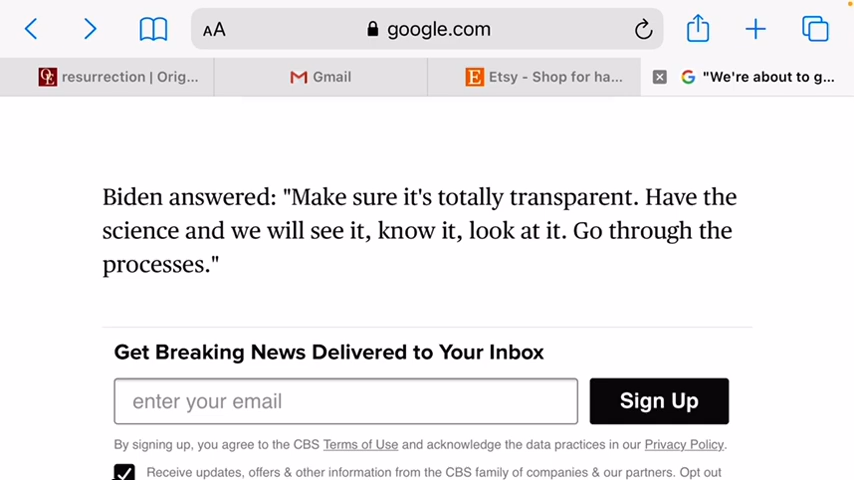 AA google.com
resurrection | Orig...
Gmail
Etsy - Shop for ha...
"We're about to g...
Biden answered: "Make sure it's totally transparent. Have the
science and we will see it, know it, look at it. Go through the
processes."
Get Breaking News Delivered to Your Inbox
enter your email
Sign Up
By signing up, you agree to the CBS Terms of Use and acknowledge the data practices in our Privacy Policy.
Receive updates, offers & other information from the CBS family of companies & our partners. Opt out